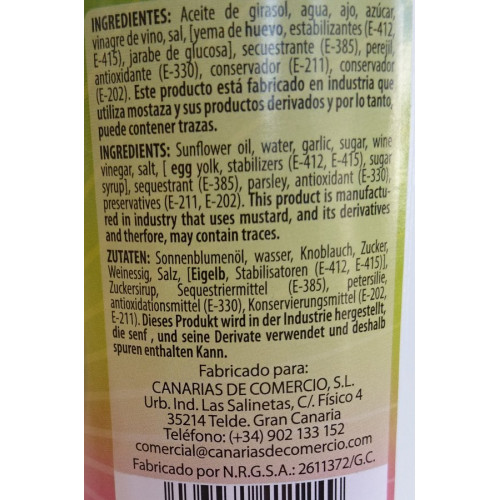 INGREDIENTES: Aceite de girasol, agua, ajo, azúcar,
vinagre de vino, sal, [yema de huevo, estabilizantes (E-412,
E-415), jarabe de glucosa], secuestrante (E-385), perejil,
antioxidante (E-330), conservador (E-211), conservador
(E-202). Este producto está fabricado en industria que
utiliza mostaza y sus productos derivados y por lo tanto,
puede contener trazas.
INGREDIENTS: Sunflower oil, water, garlic, sugar, wine
vinegar, salt, [ egg yolk, stabilizers (E-412, E-415), sugar
syrup], sequestrant (E-385), parsley, antioxidant (E-330),
preservatives (E-211, E-202). This product is manufactu-
red in industry that uses mustard, and its derivatives
and therfore, may contain traces.
ZUTATEN: Sonnenblumenöl, wasser, Knoblauch, Zucker,
Weinessig, Salz, [Eigelb, Stabilisatoren (E-412, E-415)],
Zuckersirup, Sequestriermittel (E-385), petersilie,
antioxidationsmittel (E-330), Konservierungsmittel (E-202,
E-211). Dieses Produkt wird in der Industrie hergestellt,
die senf , und seine Derivate verwendet und deshalb
spuren enthalten Kann.
Fabricado para:
CANARIAS DE COMERCIO, S.L.
Urb. Ind. Las Salinetas, C/. Físico 4
35214 Telde. Gran Canaria
Teléfono: (+34) 902 133 152
comercial@canariasdecomercio.com
Fabricado por N.R.G.S.A.: 2611372/G.C.